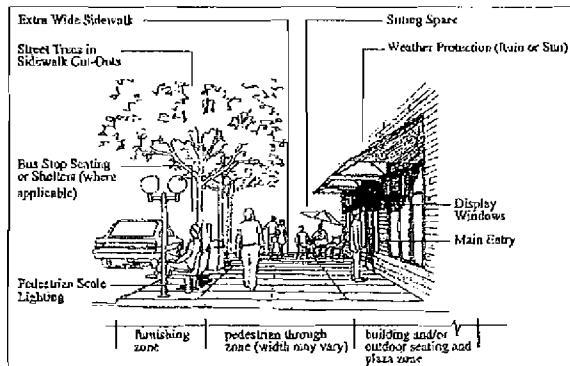 Extra Wide Sidewalk
Street Trees in
Sidewalk Cut-Outs
Bus Stop Seating
or Shelters (where
applicable)
Pedestrian Scale
Lighting
Sitting Space
Weather Protection (Rain or Sun)
Display
Windows
Main Entry
furnishing
zone
pedestrian through
zone (width may vary)
building and/or
outdoor seating and
plaza zone